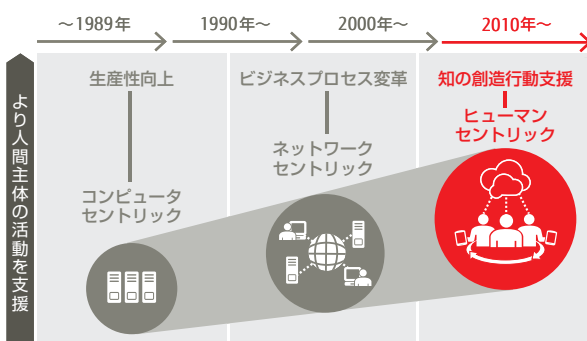 ～1989年
1990年～
2000年～
2010年～
より人間主体の活動を支援
生産性向上
コンピュータ
セントリック
ビジネスプロセス変革
ネットワーク
セントリック
知の創造行動支援
ヒューマン
セントリック